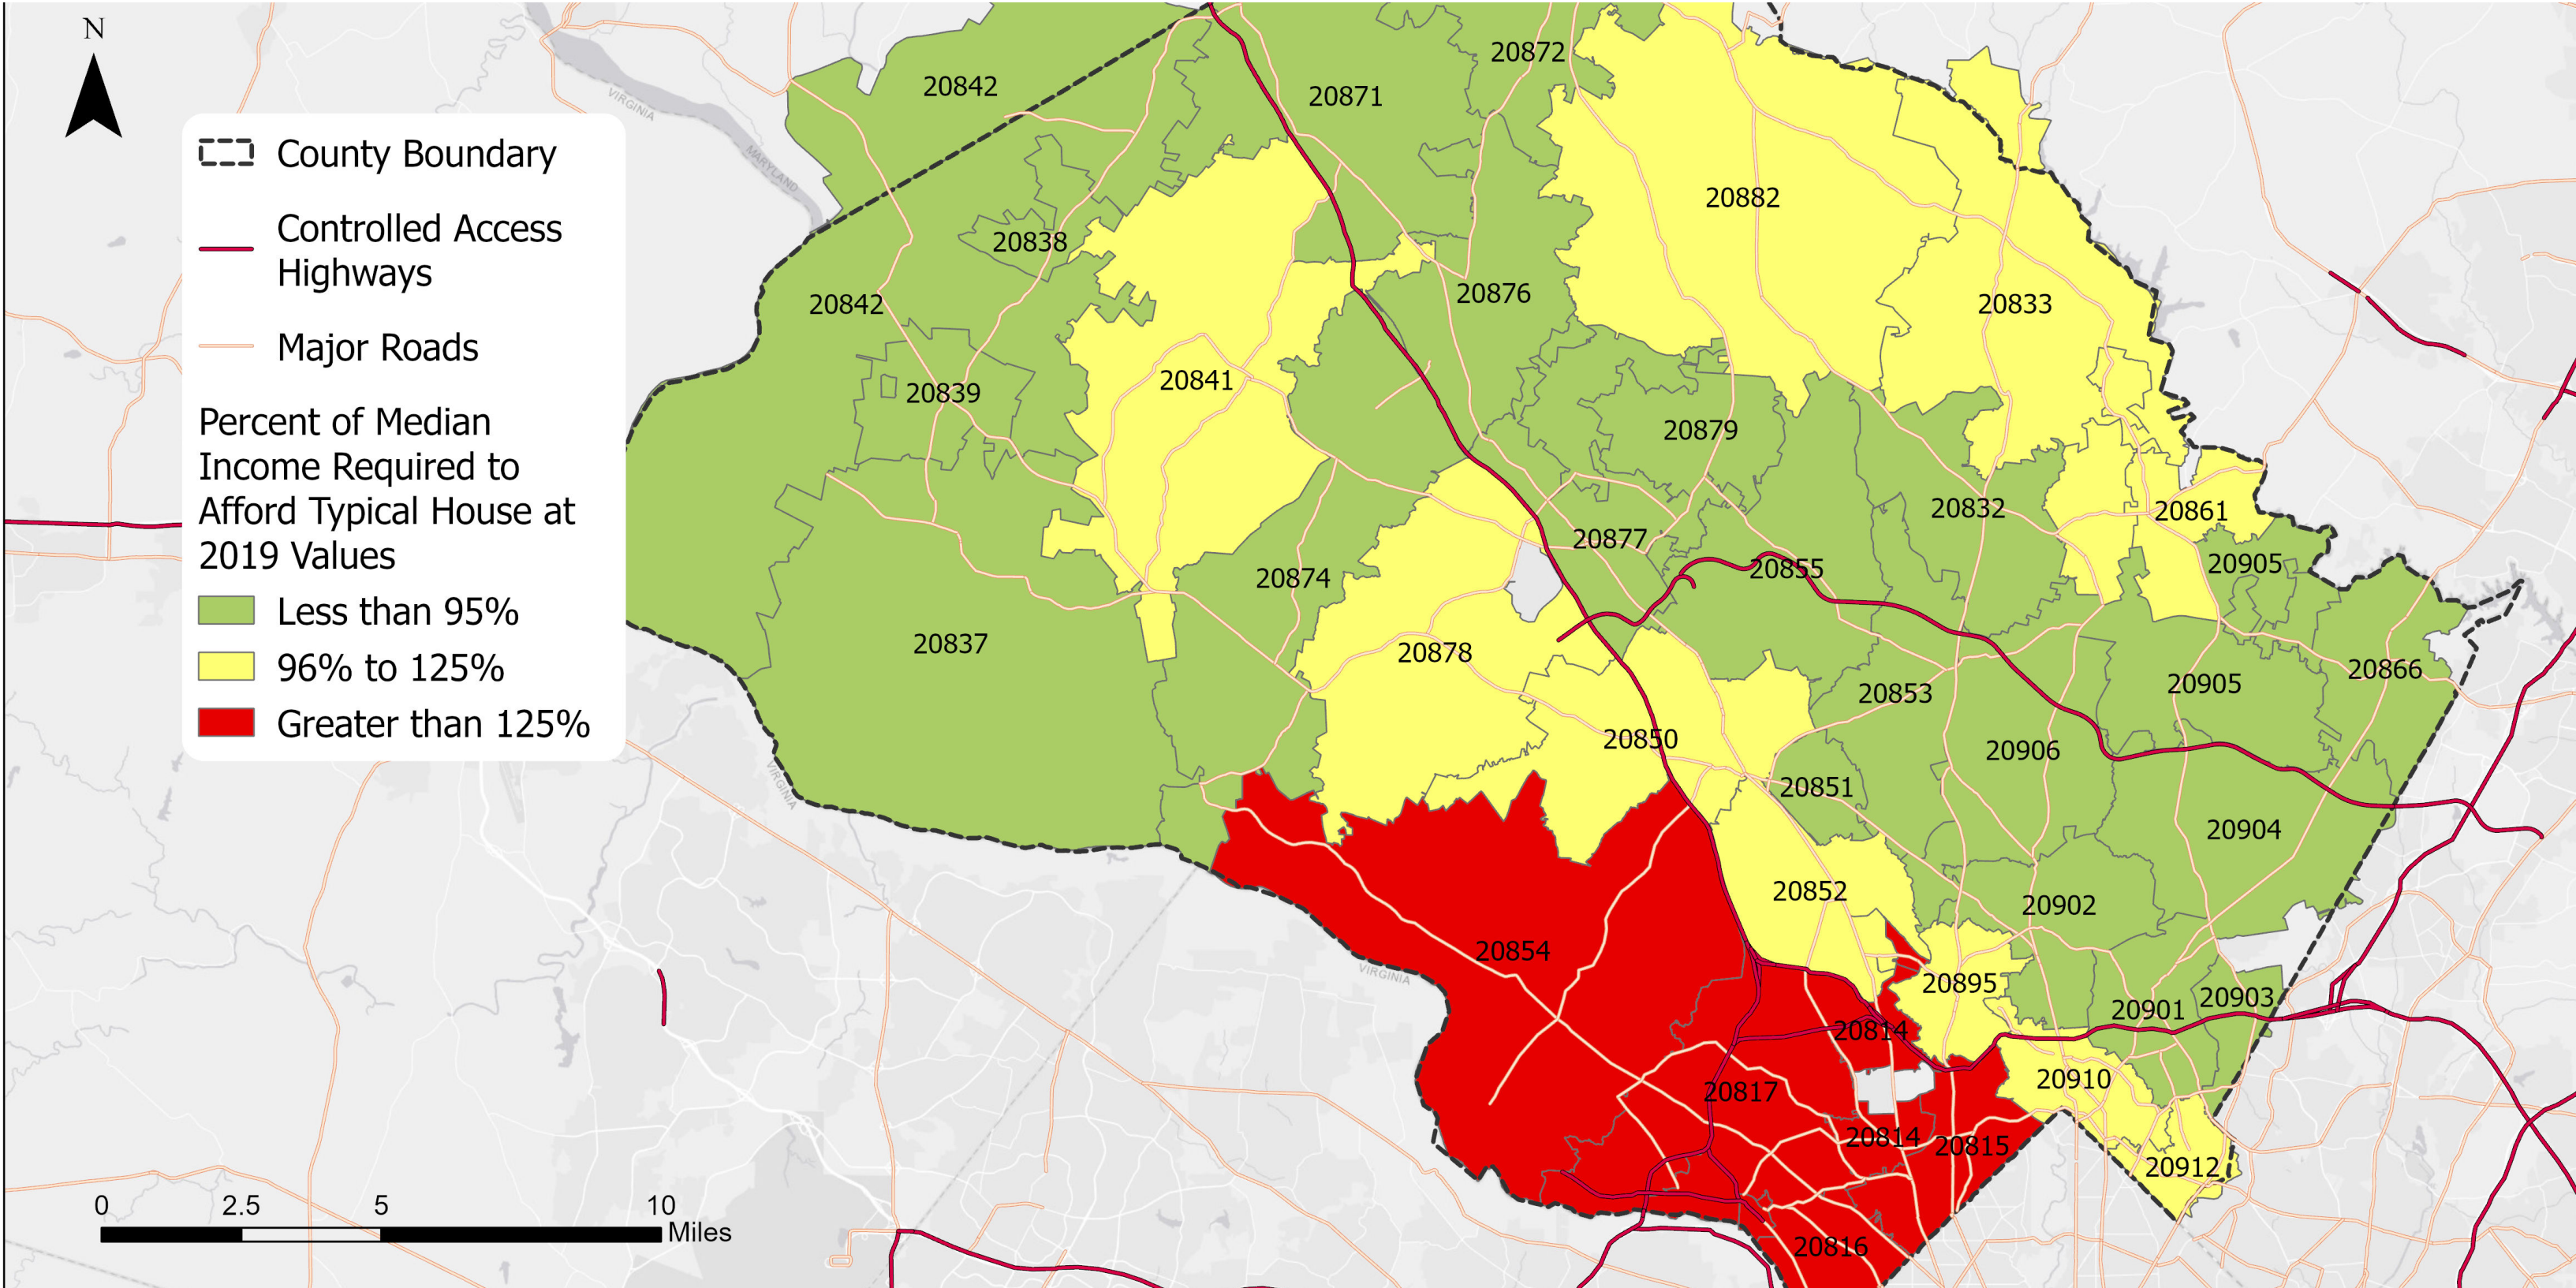 N
County Boundary
Controlled Access
Highways
Major Roads
Percent of Median
Income Required to
Afford Typical House at
2019 Values
Less than 95%
96% to 125%
Greater than 125%
0 2.5 5 10
Miles
VIRGINIA
MARYLAND
VIRGINIA
VIRGINIA
20842
20871
20872
20882
20838
20842
20876
20833
20841
20839
20879
20832
20861
20877
20855
20905
20874
20837
20878
20866
20905
20853
20850
20906
20851
20904
20852
20902
20854
20895
20903
20901
20814
20910
20817
20814
20815
20912
20816